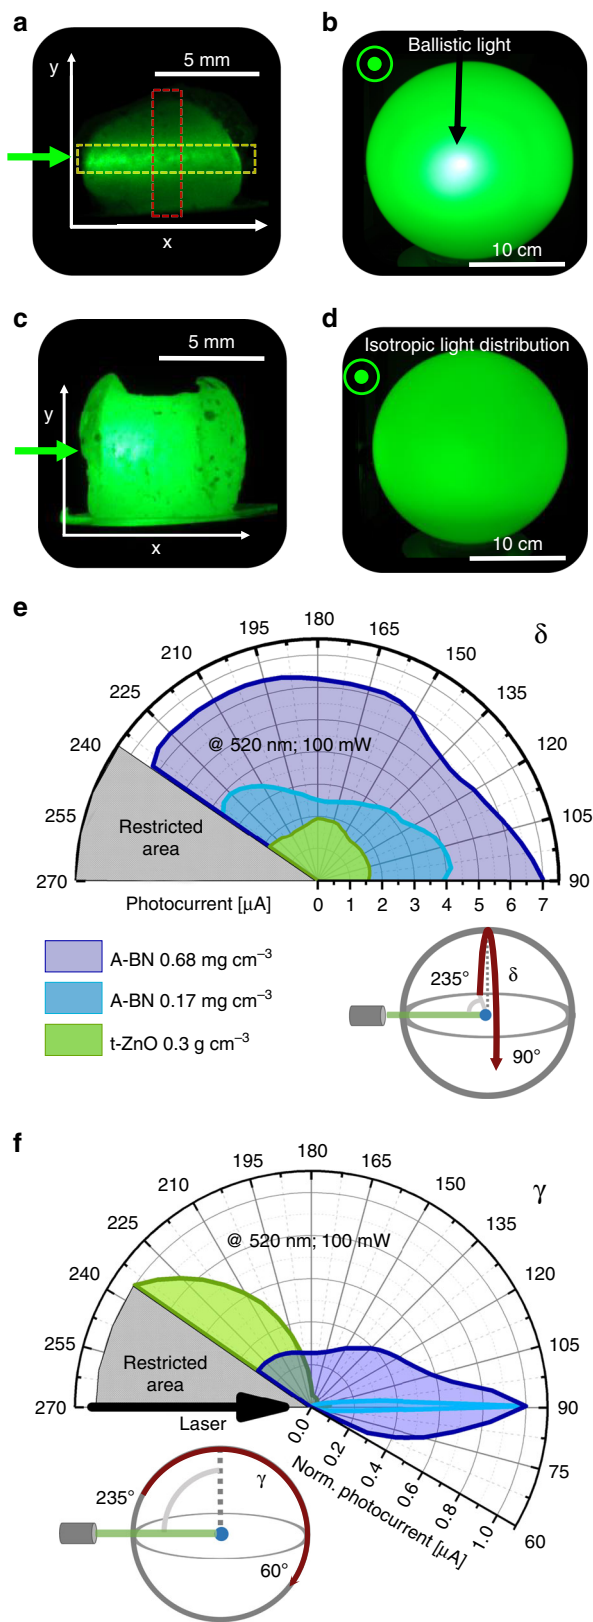 a
b
y
5 mm
x
Ballistic light
10 cm
c
d
5 mm
y
x
Isotropic light distribution
10 cm
e
δ
180
195
165
210
150
225
135
240
120
255
105
270
90
@ 520 nm; 100 mW
Restricted
area
Photocurrent [µA]
0 1 2 3 4 5 6 7
A-BN 0.68 mg cm⁻³
A-BN 0.17 mg cm⁻³
t-ZnO 0.3 g cm⁻³
235°
δ
90°
f
γ
180
195
165
210
150
225
135
240
120
255
105
270
90
75
60
@ 520 nm; 100 mW
Restricted
area
Laser
0.0 0.2 0.4 0.6 0.8 1.0
Norm. photocurrent [µA]
235°
γ
60°